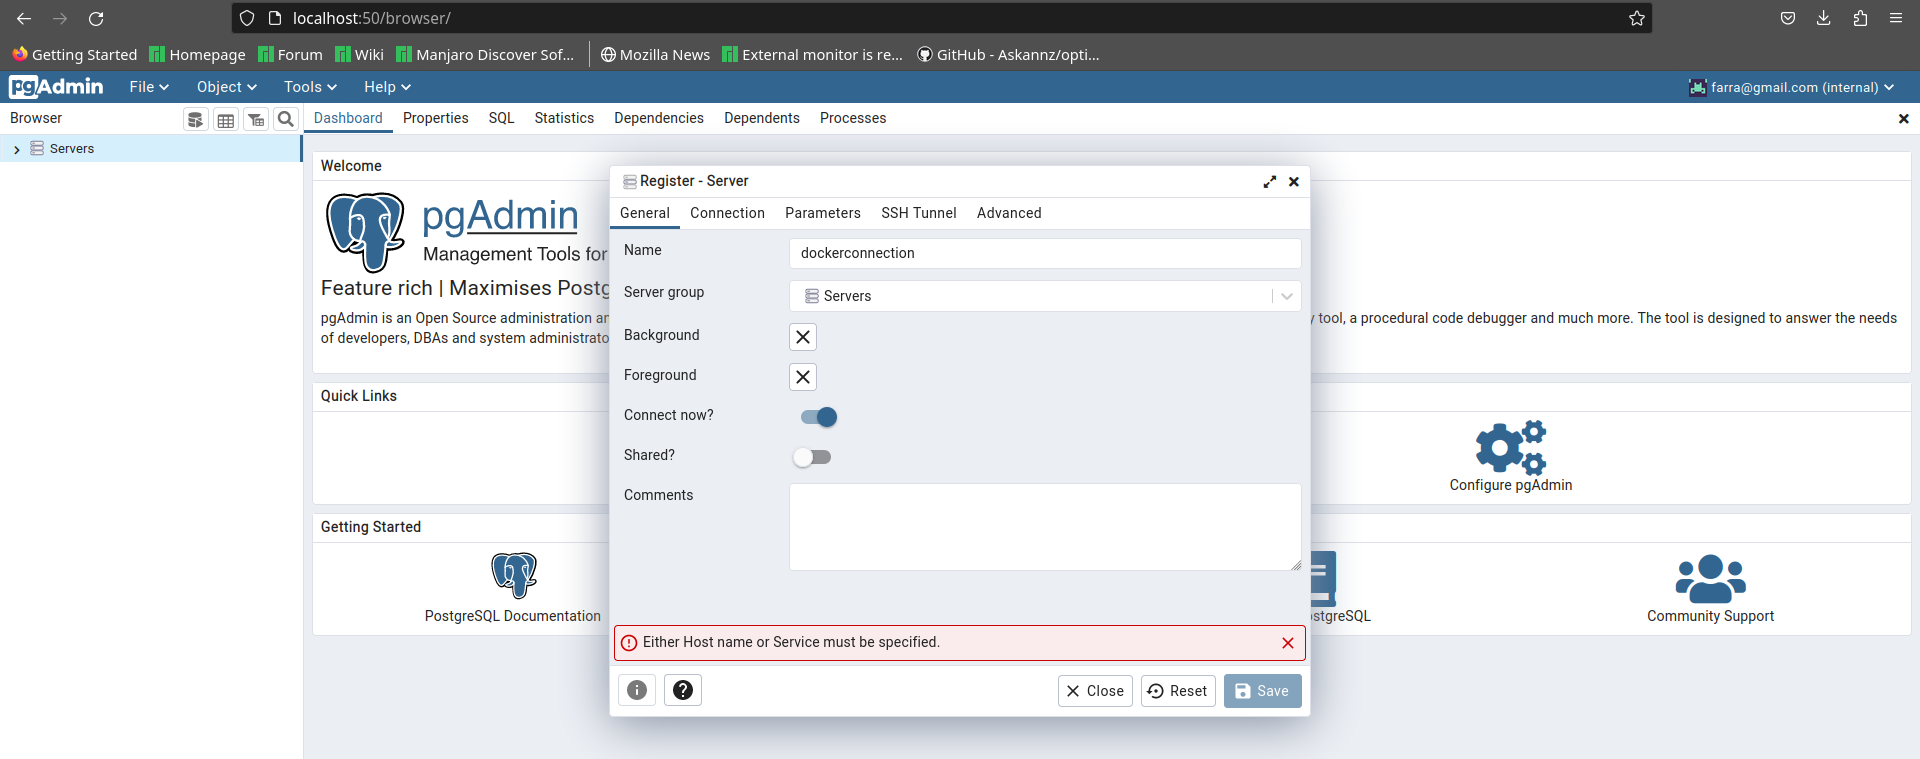 localhost:50/browser/
Getting Started Homepage Forum Wiki Manjaro Discover Sof... Mozilla News External monitor is re... GitHub - Askannz/opti...
pgAdmin File Object Tools Help farra@gmail.com (internal)
Browser Dashboard Properties SQL Statistics Dependencies Dependents Processes
Servers
Welcome
pgAdmin
Management Tools for
Feature rich | Maximises Postg
pgAdmin is an Open Source administration an
y tool, a procedural code debugger and much more. The tool is designed to answer the needs
of developers, DBAs and system administrato
Quick Links
Configure pgAdmin
Getting Started
PostgreSQL Documentation
ostgreSQL
Community Support
Register - Server
General Connection Parameters SSH Tunnel Advanced
Name dockerconnection
Server group Servers
Background
Foreground
Connect now?
Shared?
Comments
Either Host name or Service must be specified.
Close Reset Save